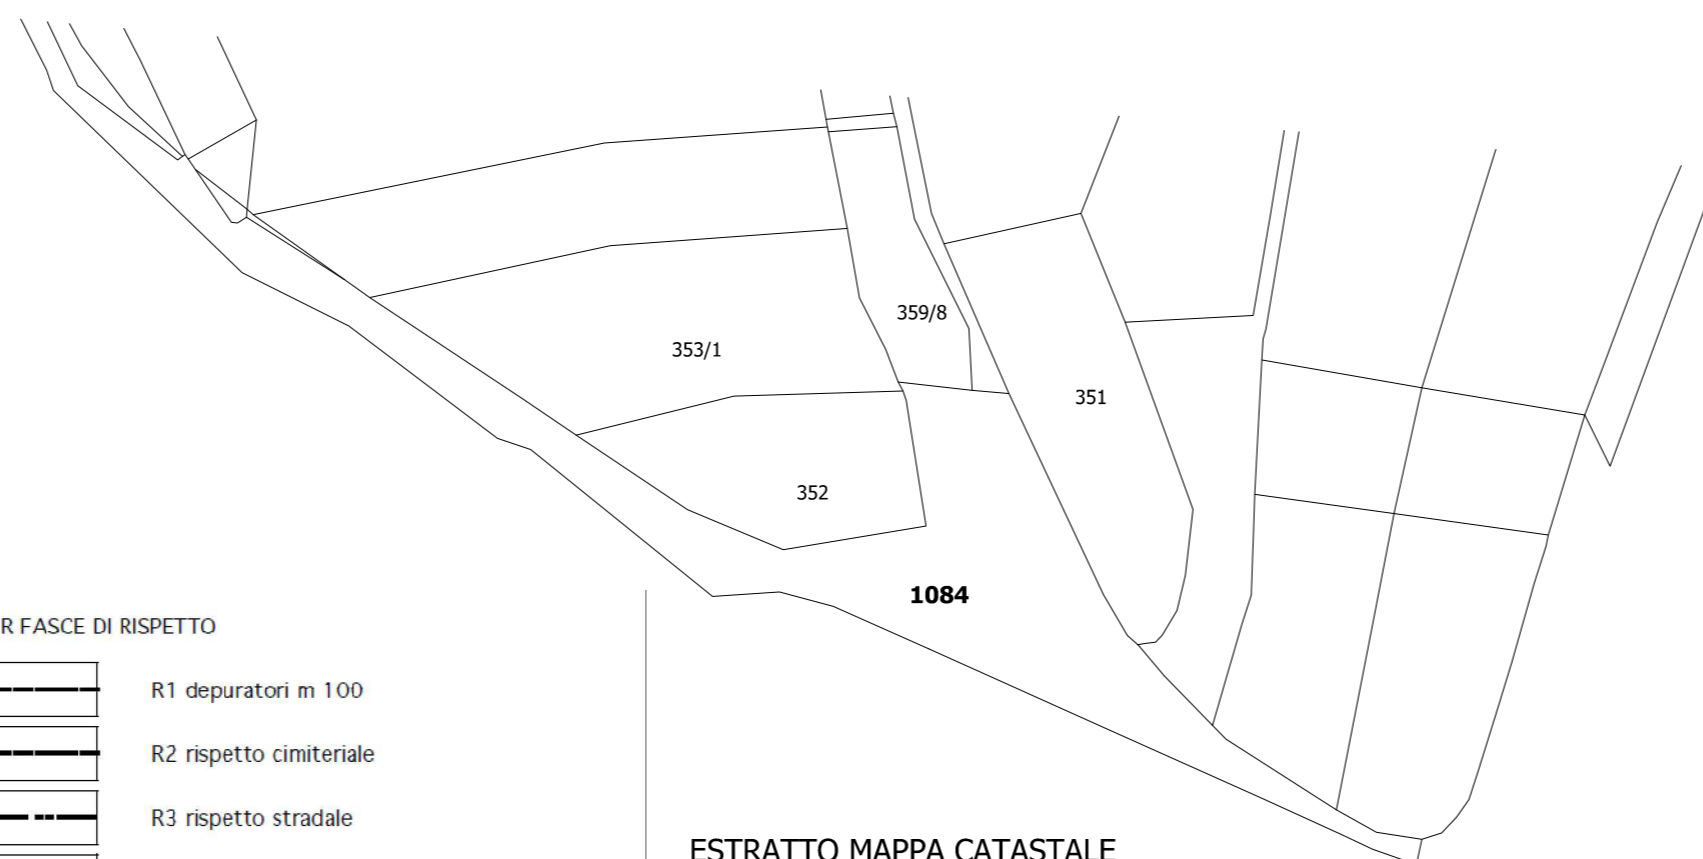 359/8
353/1
351
352
1084
R FASCE DI RISPETTO
R1 depuratori m 100
R2 rispetto cimiteriale
R3 rispetto stradale
ESTRATTO MAPPA CATASTALE